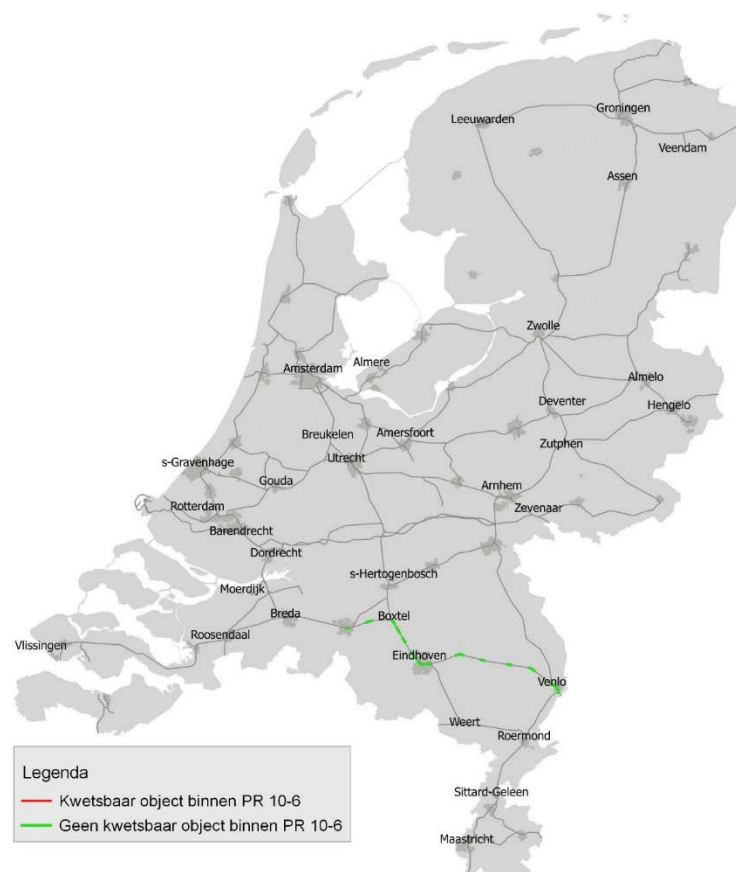 Groningen
Leeuwarden
Veendam
Assen
Zwolle
Almere
Amsterdam
Almelo
Deventer
Hengelo
Breukelen
Amersfoort
Zutphen
s-Gravenhage
Utrecht
Gouda
Arnhem
Rotterdam
Zevenaar
Barendrecht
Dordrecht
s-Hertogenbosch
Moerdijk
Breda
Boxtel
Roosendaal
Vlissingen
Eindhoven
Venlo
Weert
Roermond
Legenda
Sittard-Geleen
Kwetsbaar object binnen PR 10-6
Geen kwetsbaar object binnen PR 10-6
Maastricht